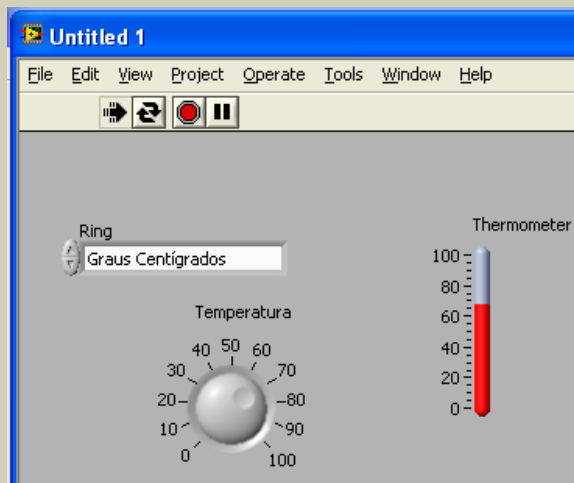 Untitled 1
File Edit View Project Operate Tools Window Help
Ring
Graus Centígrados
Thermometer
100
80
60
40
20
0
Temperatura
0
10
20
30
40
50
60
70
80
90
100